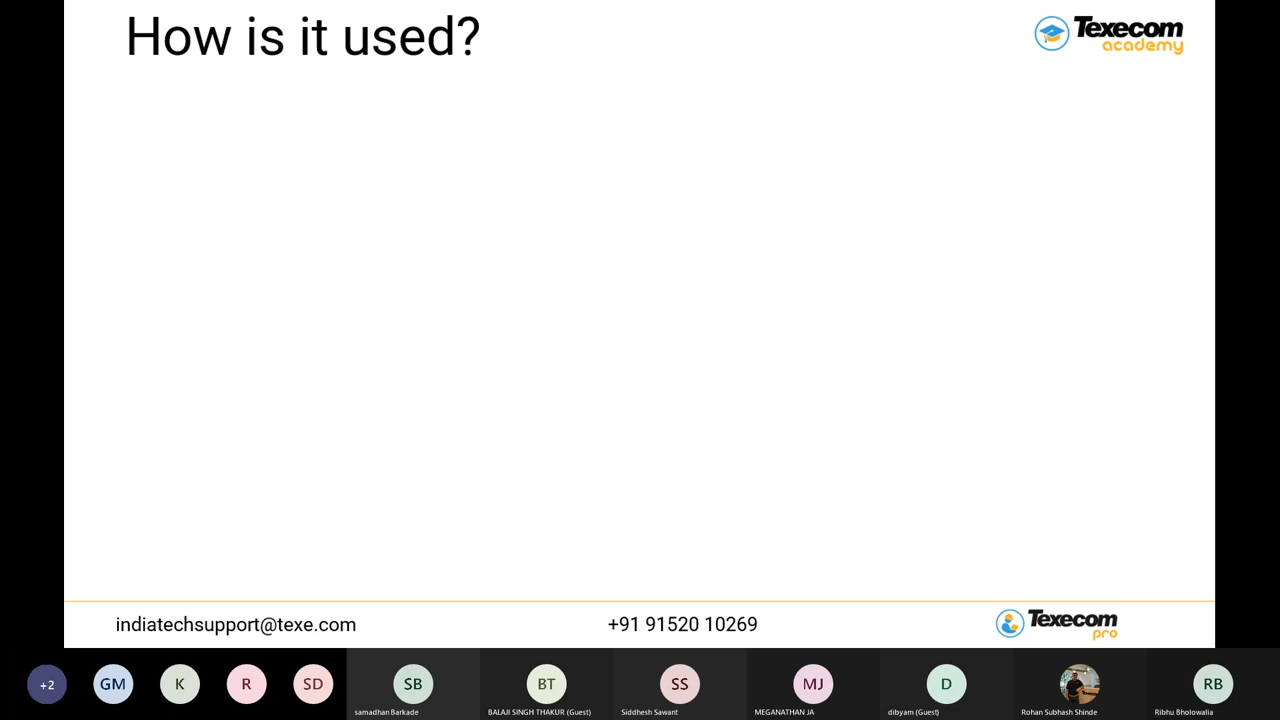 How is it used?
Texecom
academy
indiatechsupport@texe.com
+91 91520 10269
Texecom
pro
+2
GM
K
R
SD
SB
BT
SS
MJ
D
RB
samadhan Barkade
BALAJI SINGH THAKUR (Guest)
Siddhesh Sawant
MEGANATHAN JA
dibyam (Guest)
Rohan Subhash Shinde
Ribhu Bholowalia